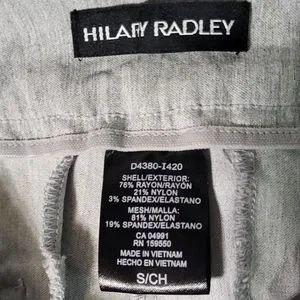 HILARY RADLEY
D4380-I420
SHELL/EXTERIOR:
76% RAYON/RAYÓN
21% NYLON
3% SPANDEX/ELASTANO
MESH/MALLA:
81% NYLON
19% SPANDEX/ELASTANO
CA 04991
RN 159550
MADE IN VIETNAM
HECHO EN VIETNAM
S/CH